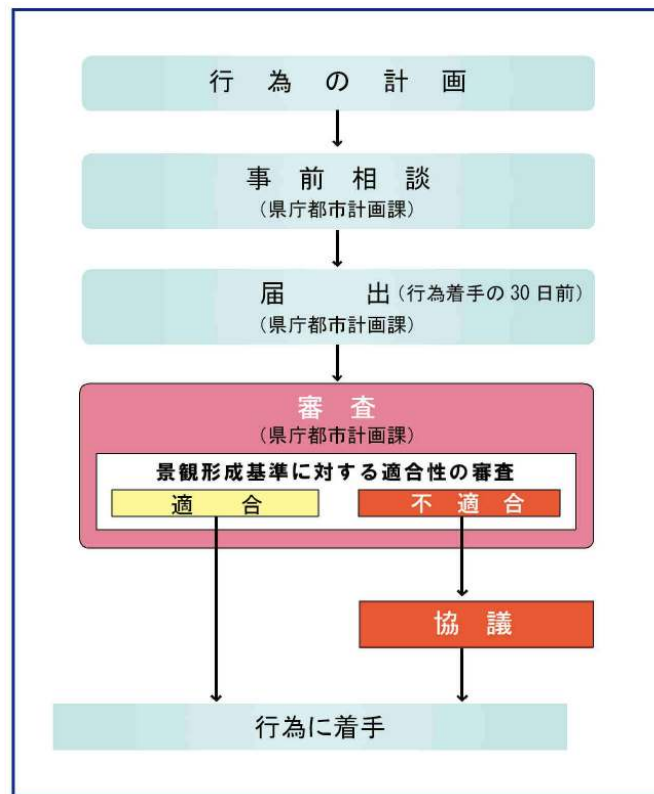 行為の計画
事前相談
（県庁都市計画課）
届出（行為着手の30日前）
（県庁都市計画課）
審査
（県庁都市計画課）
景観形成基準に対する適合性の審査
適合
不適合
協議
行為に着手